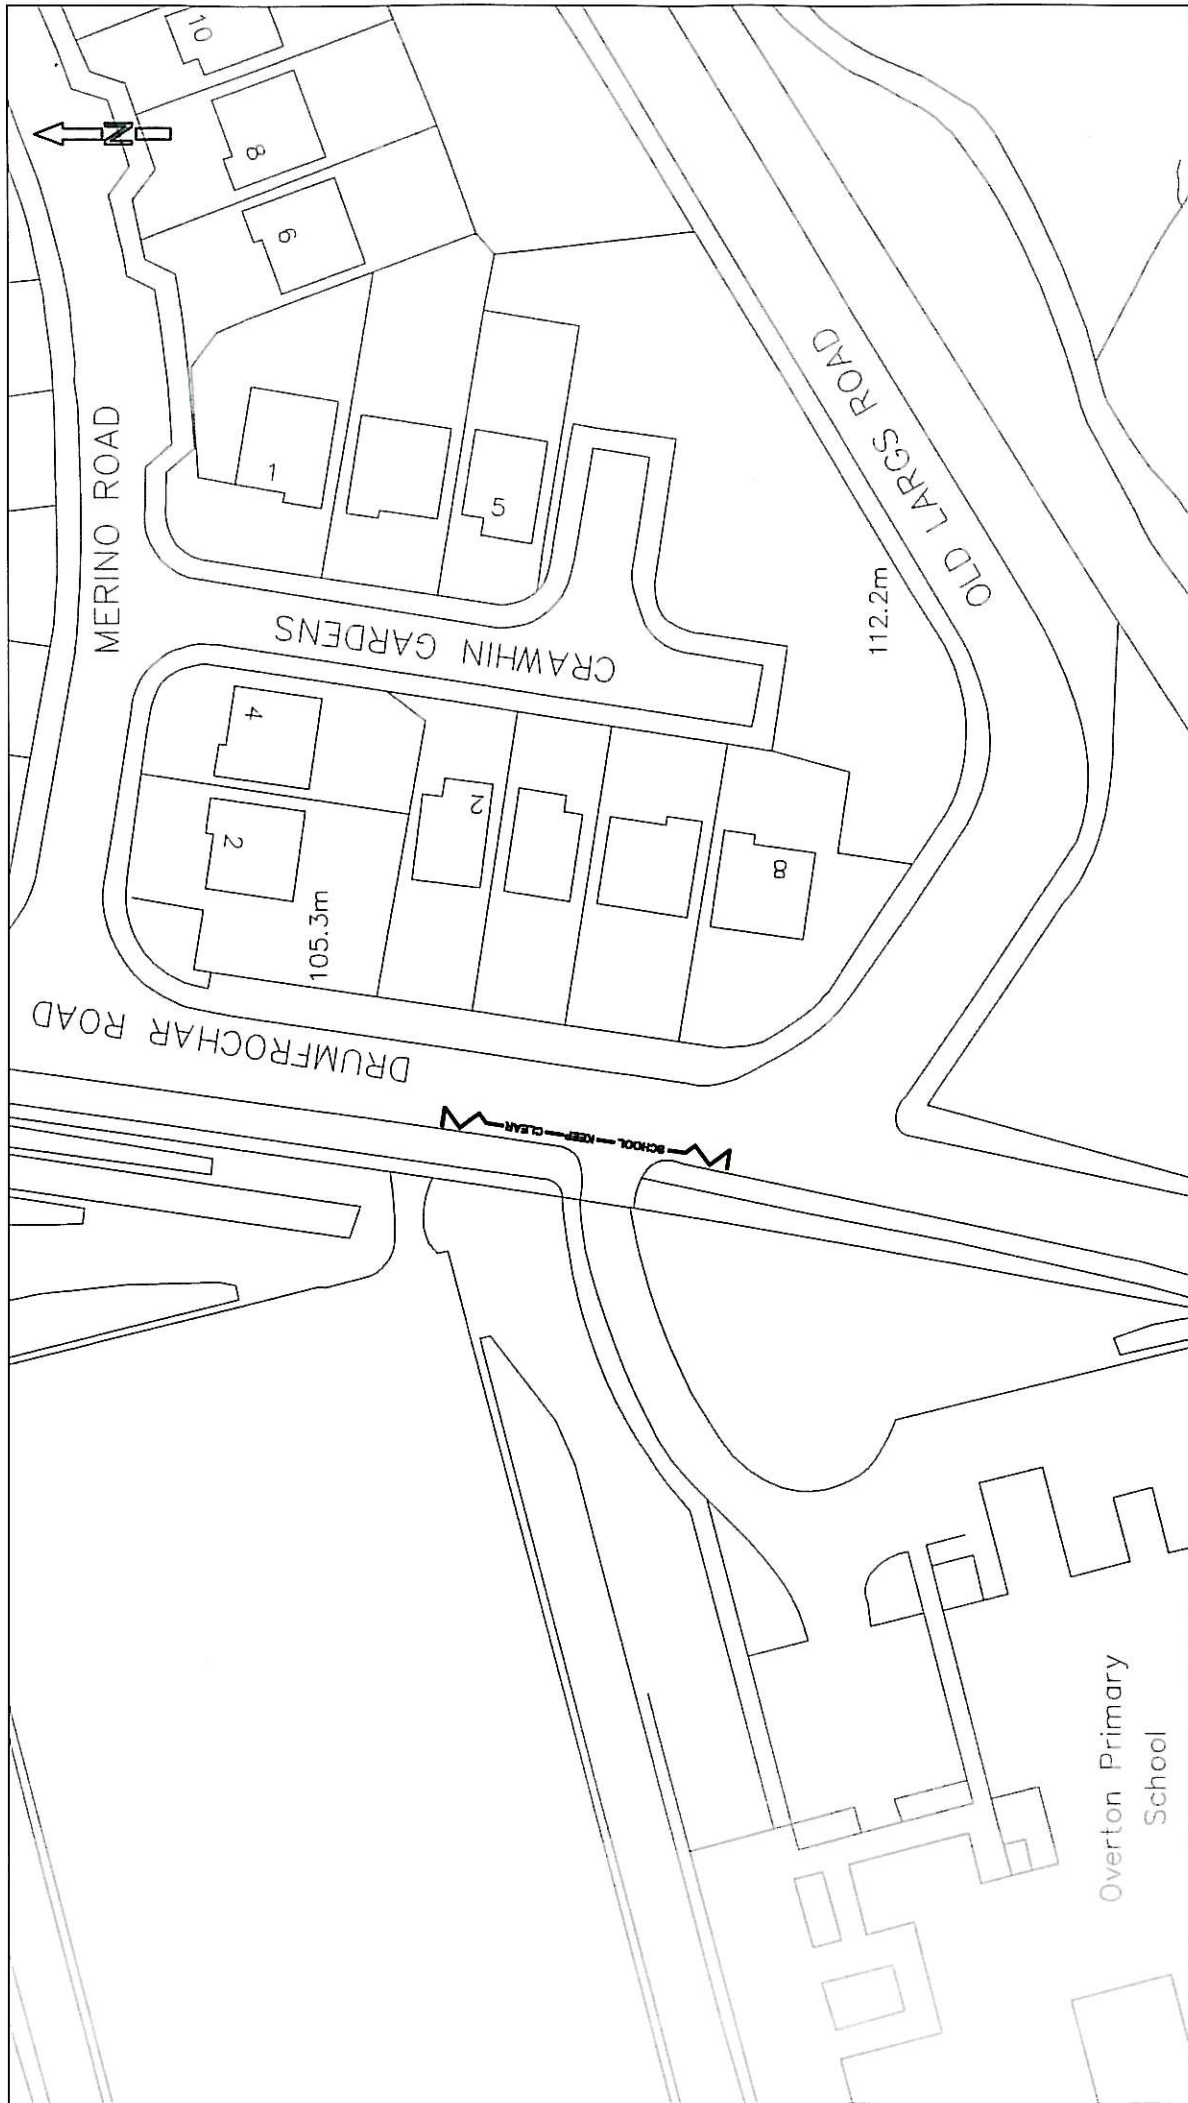 10
N
8
6
MERINO ROAD
1
5
OLD LARGS ROAD
112.2m
CRAWHIN GARDENS
4
2
2
8
105.3m
DRUMFROCHAR ROAD
SCHOOL KEEP CLEAR
Overton Primary
School